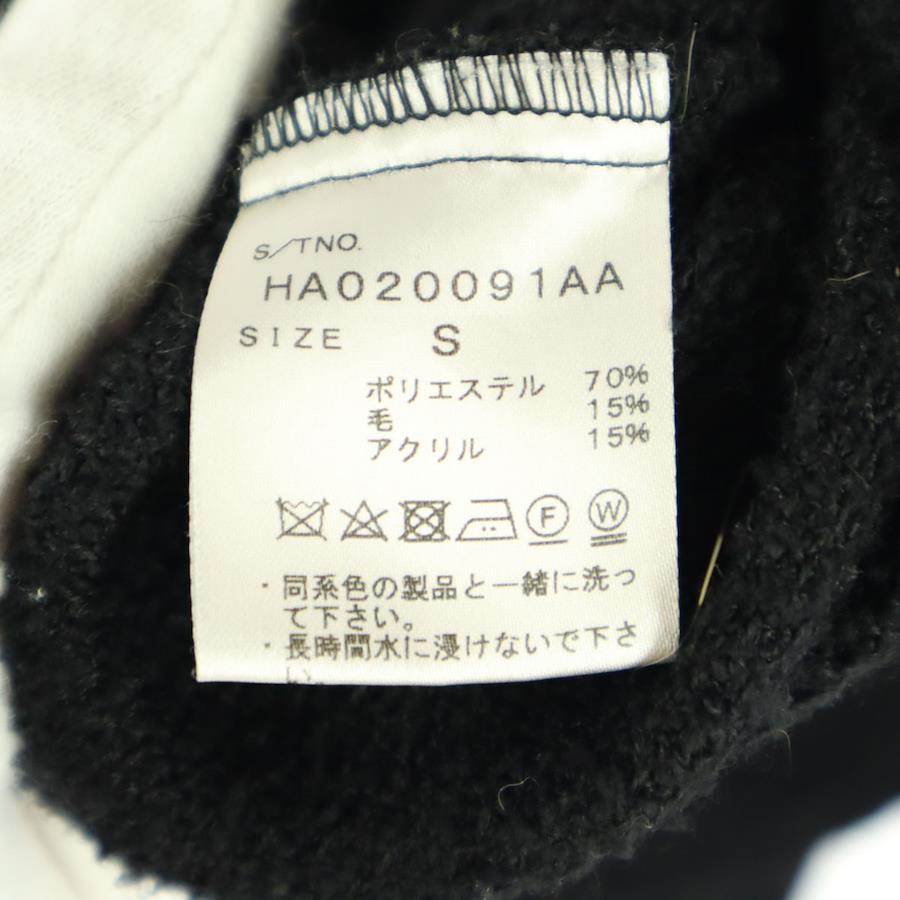 S/TNO.
HA020091AA
SIZE S
ポリエステル 70%
毛 15%
アクリル 15%
F W
・同系色の製品と一緒に洗っ
て下さい。
・長時間水に浸けないで下さ
い。